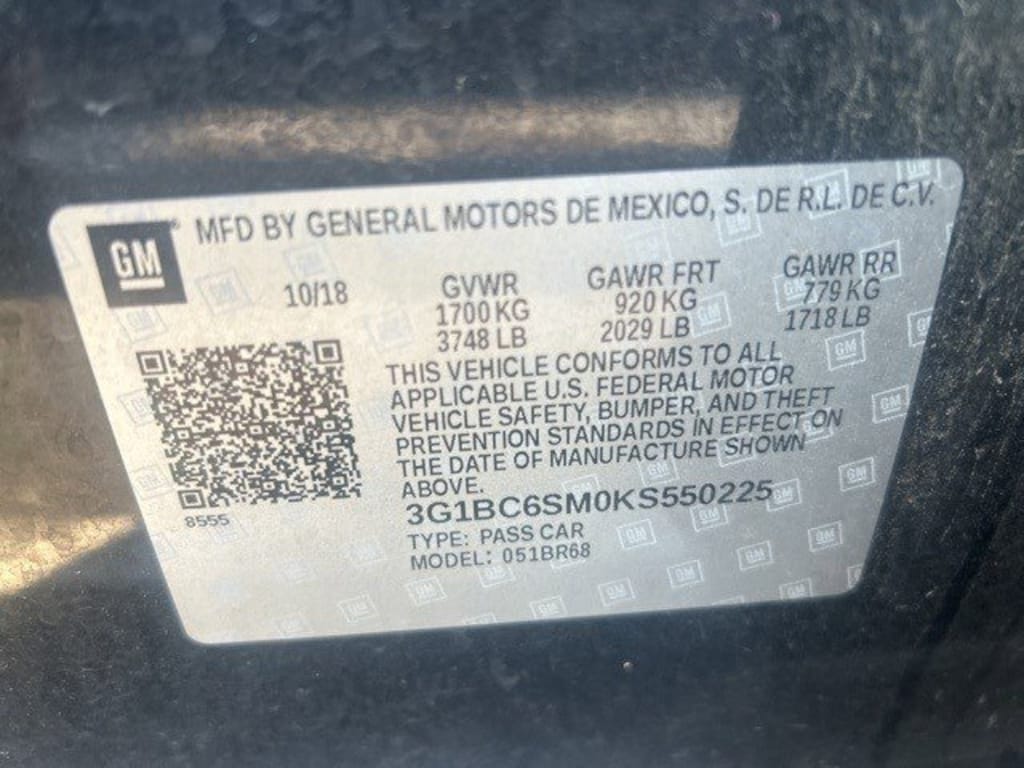 GM® MFD BY GENERAL MOTORS DE MEXICO, S. DE R.L. DE C.V.
10/18 GVWR GAWR FRT GAWR RR
1700 KG 920 KG 779 KG
3748 LB 2029 LB 1718 LB
THIS VEHICLE CONFORMS TO ALL
APPLICABLE U.S. FEDERAL MOTOR
VEHICLE SAFETY, BUMPER, AND THEFT
PREVENTION STANDARDS IN EFFECT ON
THE DATE OF MANUFACTURE SHOWN
ABOVE.
8555
3G1BC6SM0KS550225
TYPE: PASS CAR
MODEL: 051BR68